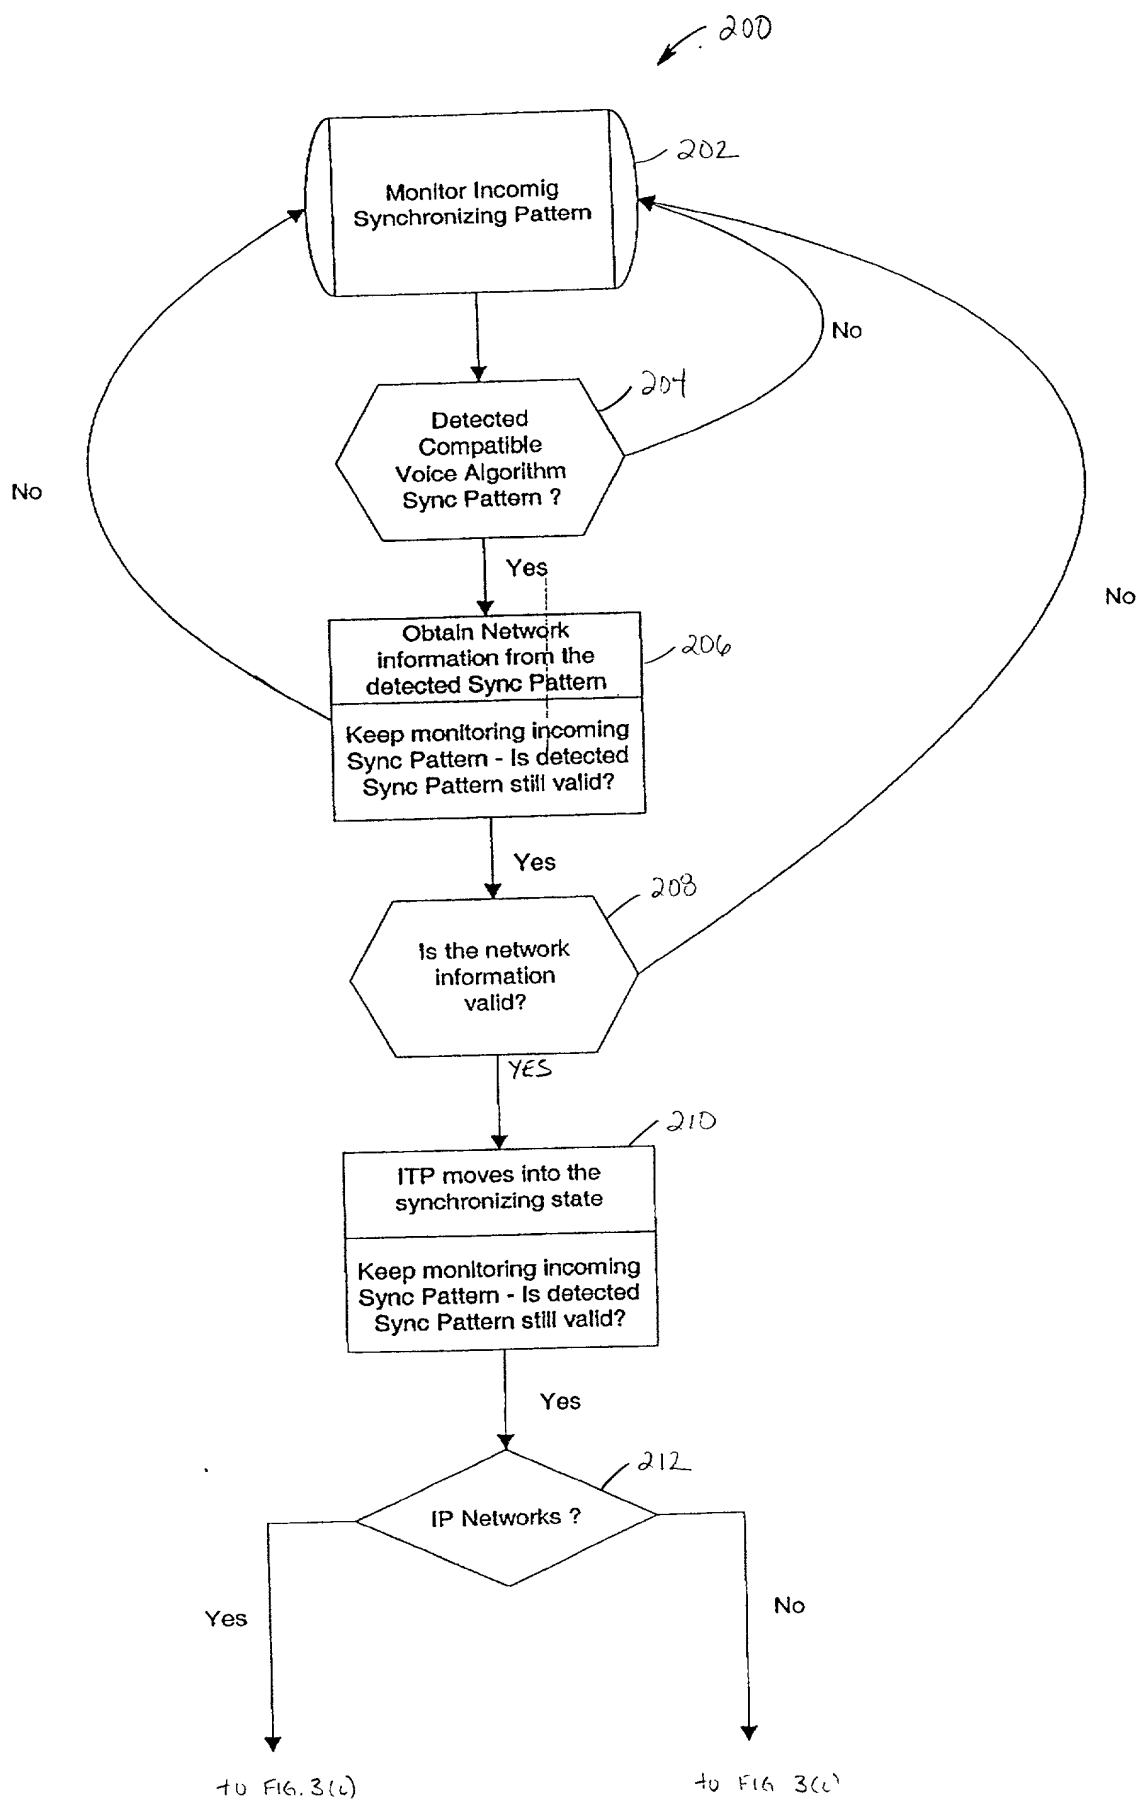 200
202
Monitor Incomig
Synchronizing Pattern
No
204
Detected
Compatible
Voice Algorithm
Sync Pattern ?
No
Yes
No
Obtain Network
information from the
detected Sync Pattern
206
Keep monitoring incoming
Sync Pattern - Is detected
Sync Pattern still valid?
Yes
208
Is the network
information
valid?
YES
210
ITP moves into the
synchronizing state
Keep monitoring incoming
Sync Pattern - Is detected
Sync Pattern still valid?
Yes
212
IP Networks ?
Yes
No
to FIG.
to FIG